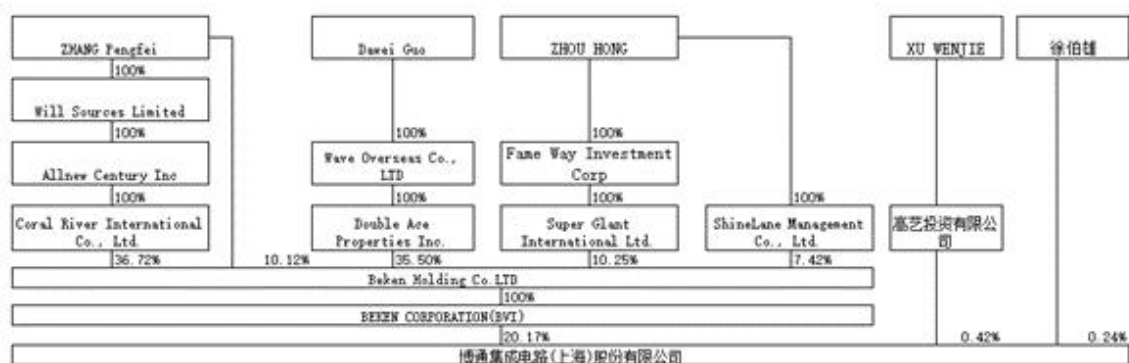 ZHANG Pengfei
Dawei Guo
ZHOU HONG
XU WENJIE
徐伯雄
100%
Will Sources Limited
100%
100%
100%
Allnew Century Inc
Wave Overseas Co.,
LTD
Fame Way Investment
Corp
100%
100%
100%
100%
Coral River International
Co., Ltd.
Double Ace
Properties Inc.
Super Giant
International Ltd.
ShineLane Management
Co., Ltd.
高艺投资有限公
司
36.72%
10.12%
35.50%
10.25%
7.42%
Beken Holding Co.LTD
100%
BEKEN CORPORATION(BVI)
20.17%
0.42%
0.24%
博通集成电路(上海)股份有限公司